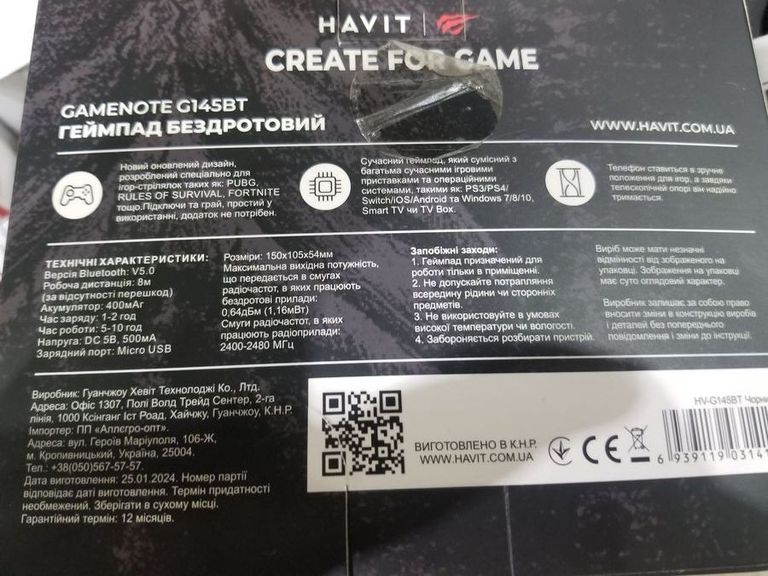 HAVIT
CREATE FOR GAME
GAMENOTE G145BT
ГЕЙМПАД БЕЗДРОТОВИЙ
WWW.HAVIT.COM.UA
Новий оновлений дизайн,
розроблений спеціально для
ігор-стрілялок таких як: PUBG,
RULES OF SURVIVAL, FORTNITE
тощо.Підключи та грай, простий у
використанні, додаток не потрібен.
Сучасний геймпад, який сумісний з
багатьма сучасними ігровими
приставками та операційними
системами, такими як: PS3/PS4/
Switch/iOS/Android та Windows 7/8/10,
Smart TV чи TV Box.
Телефон ставиться в зручне
положення для ігор, а завдяки
телескопічній опорі він надійно
тримається.
ТЕХНІЧНІ ХАРАКТЕРИСТИКИ:
Версія Bluetooth: V5.0
Робоча дистанція: 8м
(за відсутності перешкод)
Акумулятор: 400мАг
Час заряду: 1-2 год
Час роботи: 5-10 год
Напруга: DC 5В, 500мА
Зарядний порт: Micro USB
Розміри: 150x105x54мм
Максимальна вихідна потужність,
що передається в смугах
радіочастот, в яких працюють
бездротові прилади:
0,64дБм (1,16мВт)
Смуги радіочастот, в яких
працюють радіоприлади:
2400-2480 МГц
Запобіжні заходи:
1. Геймпад призначений для
роботи тільки в приміщенні.
2. Не допускайте потрапляння
всередину рідини чи сторонніх
предметів.
3. Не використовуйте в умовах
високої температури чи вологості.
4. Забороняється розбирати пристрій.
Виріб може мати незначні
відмінності від зображеного на
упаковці. Зображення на упаковці
має суто оглядовий характер.
Виробник залишає за собою право
вносити зміни в конструкцію виробів
і деталей без попереднього
повідомлення і зміни до інструкції.
Виробник: Гуанчжоу Хевіт Технолоджі Ко., Лтд.
Адреса: Офіс 1307, Полі Волд Трейд Сентер, 2-га
лінія, 1000 Ксінганг Іст Роад, Хайчжу, Гуанчжоу, К.Н.Р.
Імпортер: ПП «Аллєгро-опт».
Адреса: вул. Героїв Маріуполя, 106-Ж,
м. Кропивницький, Україна, 25004.
Тел.: +38(050)567-57-57.
Дата виготовлення: 25.01.2024. Номер партії
відповідає даті виготовлення. Термін придатності
необмежений. Зберігати в сухому місці.
Гарантійний термін: 12 місяців.
ВИГОТОВЛЕНО В К.Н.Р.
WWW.HAVIT.COM.UA
CE
HV-G145BT
6 939119 03141